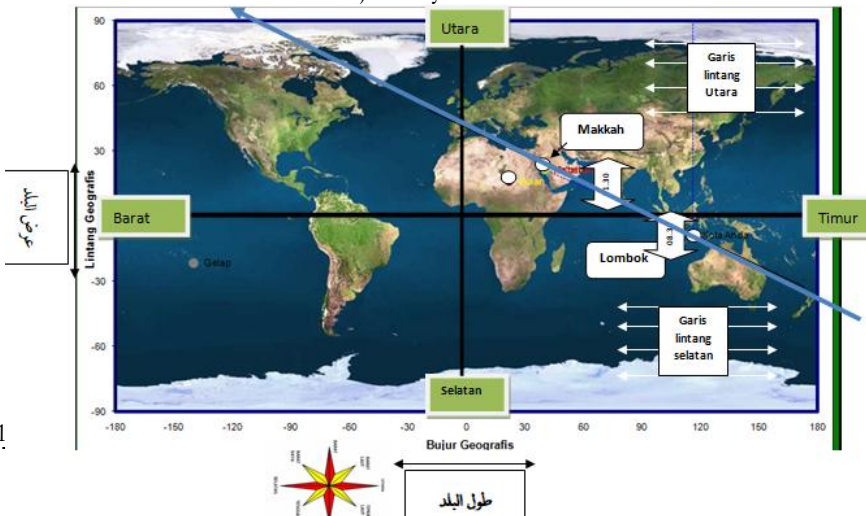 90
Utara
Garis
lintang
Utara
60
Makkah
30
عرض البلد
Lintang Geografis
Barat
Timur
Lombok
Gelap
-30
Garis
lintang
selatan
-60
Selatan
-90
-180
-150
-120
-90
-60
-30
0
30
60
90
120
150
180
1
Bujur Geografis
طول البلد